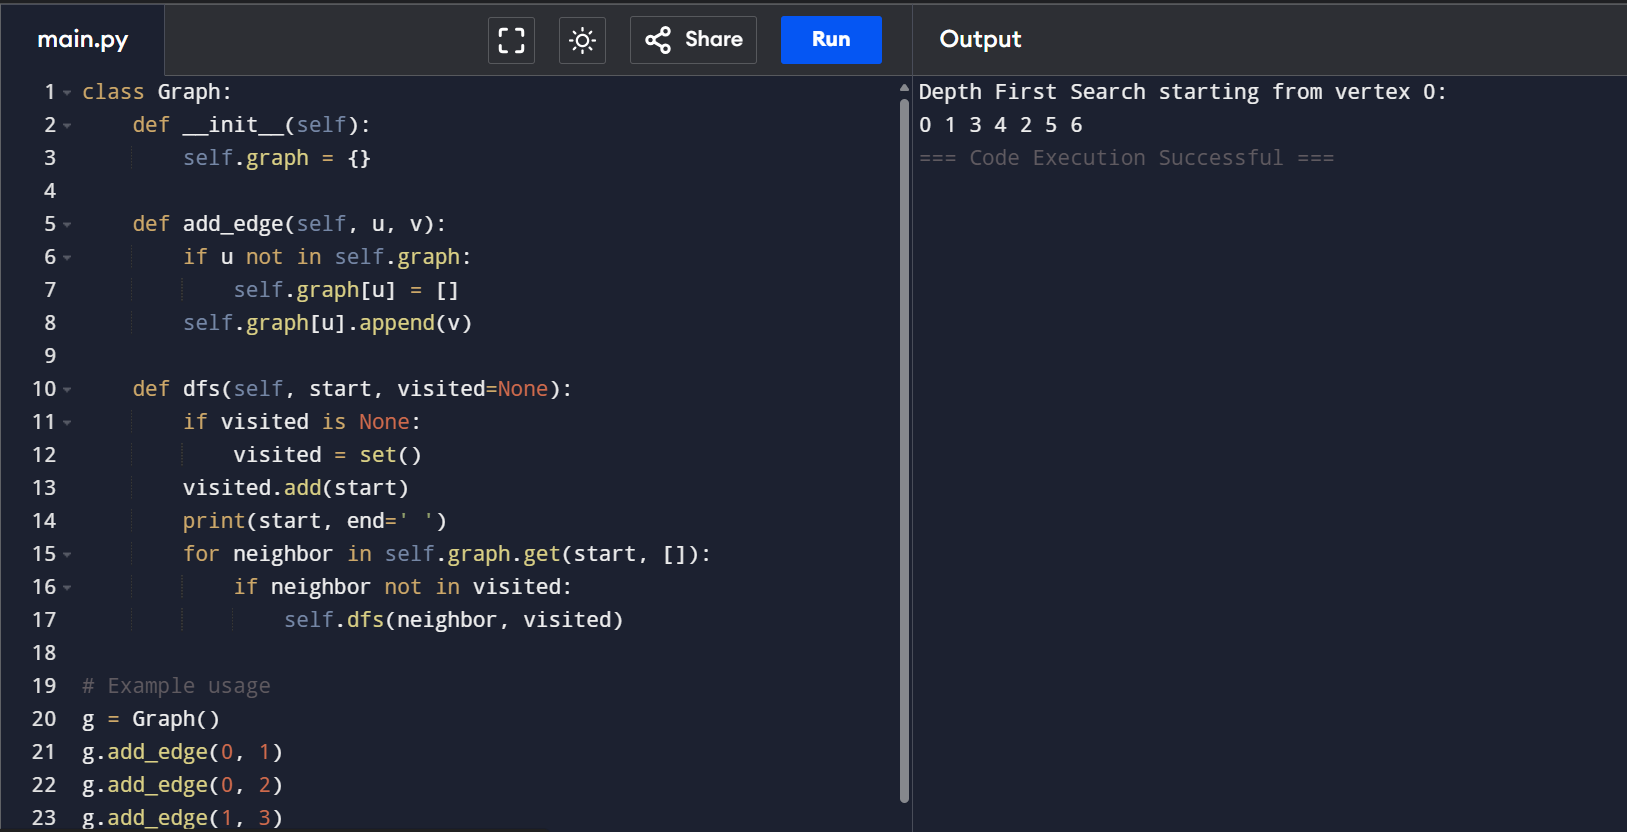 main.py
Share
Run
Output
1 class Graph:
2     def __init__(self):
3         self.graph = {}
4
5     def add_edge(self, u, v):
6         if u not in self.graph:
7             self.graph[u] = []
8         self.graph[u].append(v)
9
10     def dfs(self, start, visited=None):
11         if visited is None:
12             visited = set()
13         visited.add(start)
14         print(start, end=' ')
15         for neighbor in self.graph.get(start, []):
16             if neighbor not in visited:
17                 self.dfs(neighbor, visited)
18
19 # Example usage
20 g = Graph()
21 g.add_edge(0, 1)
22 g.add_edge(0, 2)
23 g.add_edge(1, 3)
Depth First Search starting from vertex 0:
0 1 3 4 2 5 6
=== Code Execution Successful ===